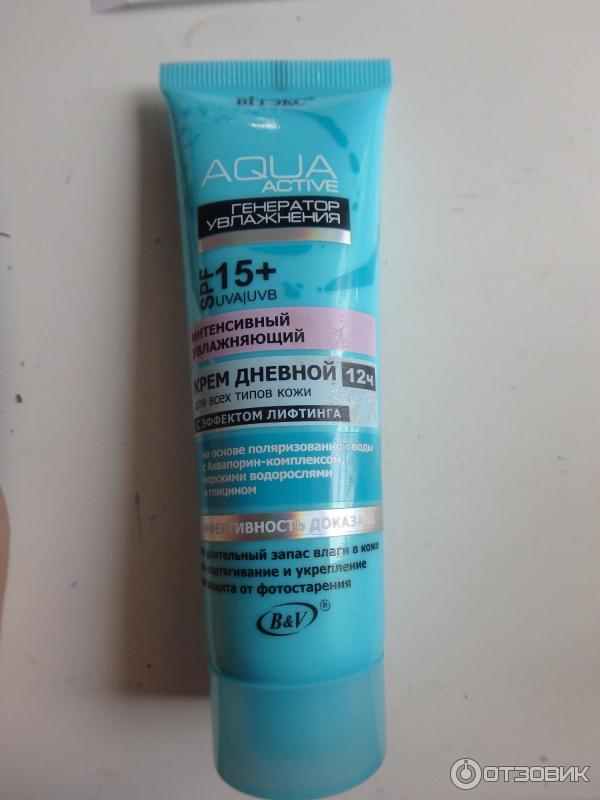 ВІТЭКС®
AQUA
ACTIVE
ГЕНЕРАТОР
УВЛАЖНЕНИЯ
SPF 15+
UVA|UVB
ИНТЕНСИВНЫЙ
УВЛАЖНЯЮЩИЙ
КРЕМ ДНЕВНОЙ 12ч
для всех типов кожи
С ЭФФЕКТОМ ЛИФТИНГА
на основе поляризованной воды
с Аквапорин-комплексом,
морскими водорослями
и глицином
ЭФФЕКТИВНОСТЬ ДОКАЗАНА
длительный запас влаги в коже
подтягивание и укрепление
защита от фотостарения
B&V®
ОТЗОВИК